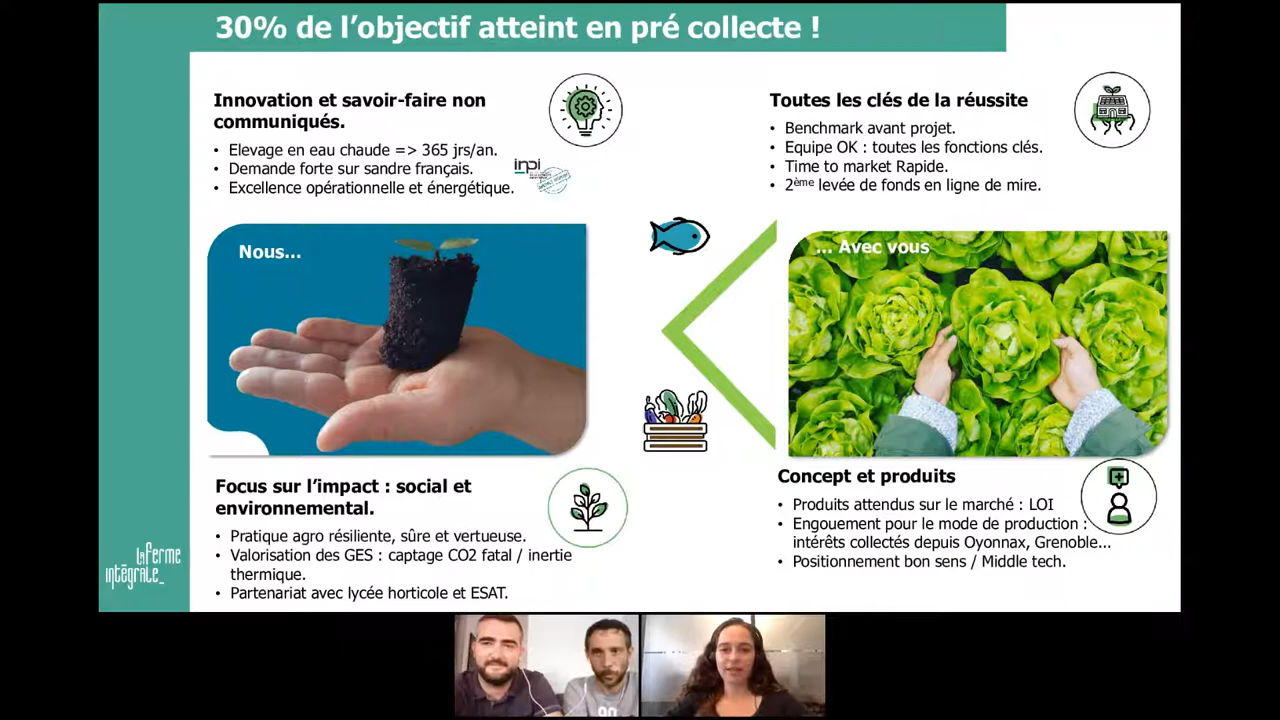 30% de l’objectif atteint en pré collecte !
Innovation et savoir-faire non
communiqués.
• Elevage en eau chaude => 365 jrs/an.
• Demande forte sur sandre français.
• Excellence opérationnelle et énergétique.
inpi
Toutes les clés de la réussite
• Benchmark avant projet.
• Equipe OK : toutes les fonctions clés.
• Time to market Rapide.
• 2ème levée de fonds en ligne de mire.
Nous...
... Avec vous
Focus sur l’impact : social et
environnemental.
• Pratique agro résiliente, sûre et vertueuse.
• Valorisation des GES : captage CO2 fatal / inertie
thermique.
• Partenariat avec lycée horticole et ESAT.
Concept et produits
• Produits attendus sur le marché : LOI
• Engouement pour le mode de production :
intérêts collectés depuis Oyonnax, Grenoble...
• Positionnement bon sens / Middle tech.
la ferme
intégrale_